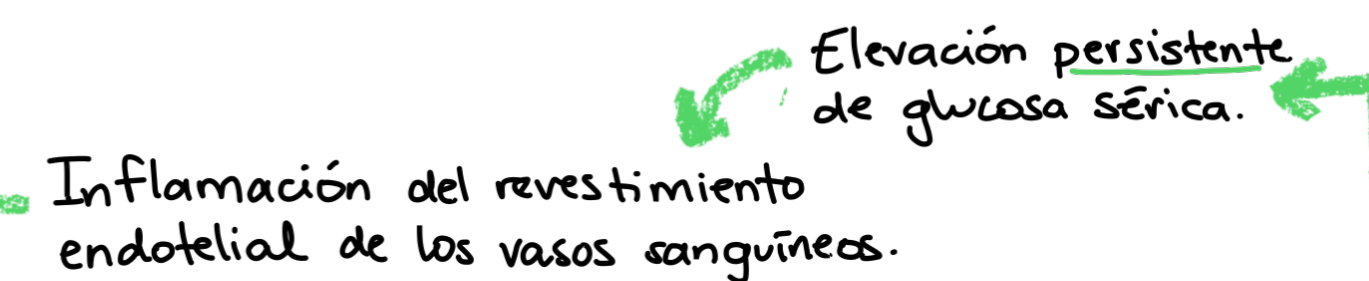 Elevación persistente
de glucosa sérica.
Inflamación del revestimiento
endotelial de los vasos sanguíneos.